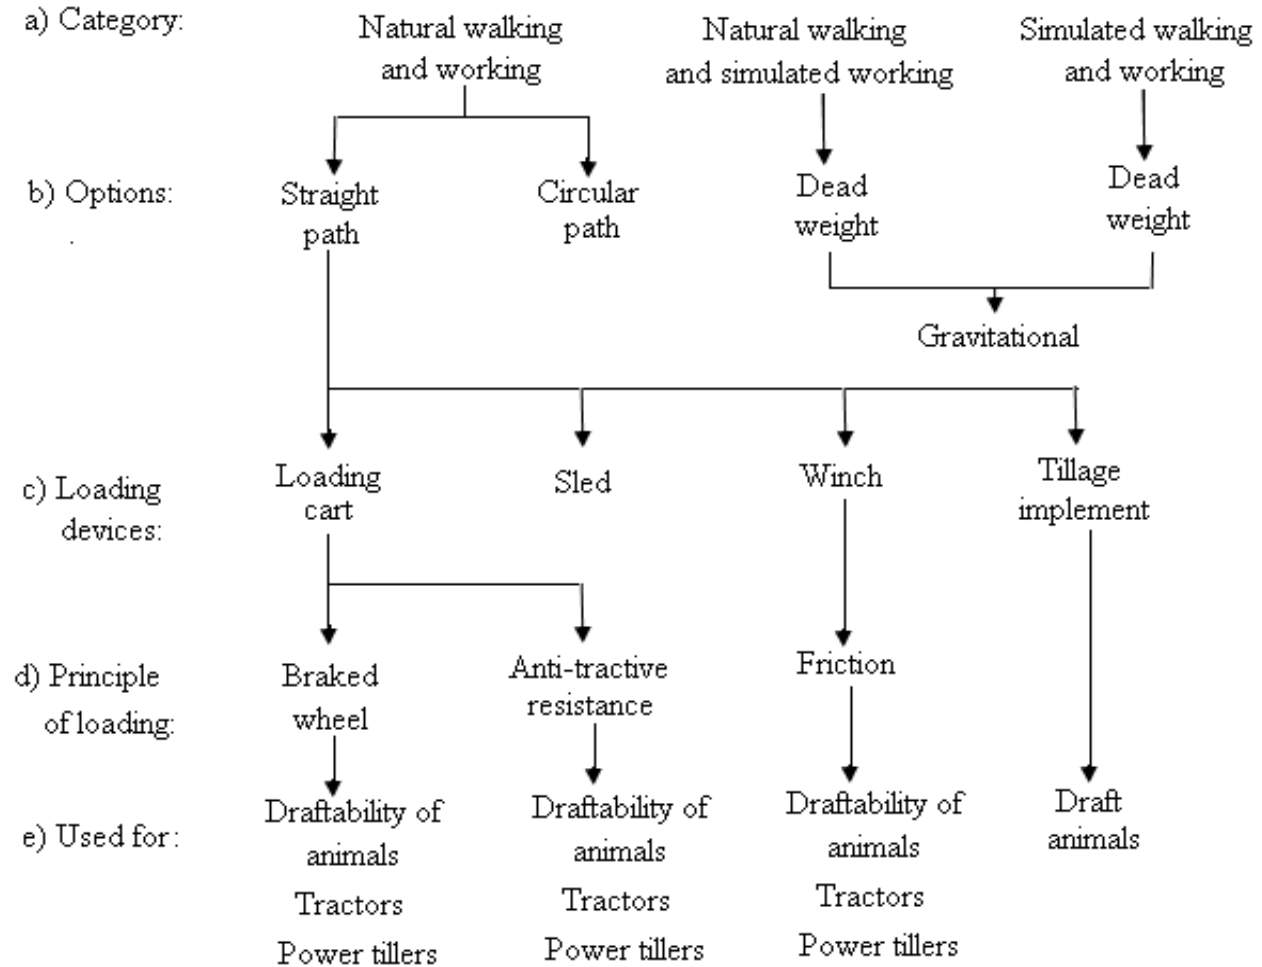 a) Category:
Natural walking
and working
Natural walking
and simulated working
Simulated walking
and working
b) Options:
.
Straight
path
Circular
path
Dead
weight
Dead
weight
Gravitational
c) Loading
devices:
Loading
cart
Sled
Winch
Tillage
implement
d) Principle
of loading:
Braked
wheel
Anti-tractive
resistance
Friction
e) Used for:
Draftability of
animals
Tractors
Power tillers
Draftability of
animals
Tractors
Power tillers
Draftability of
animals
Tractors
Power tillers
Draft
animals